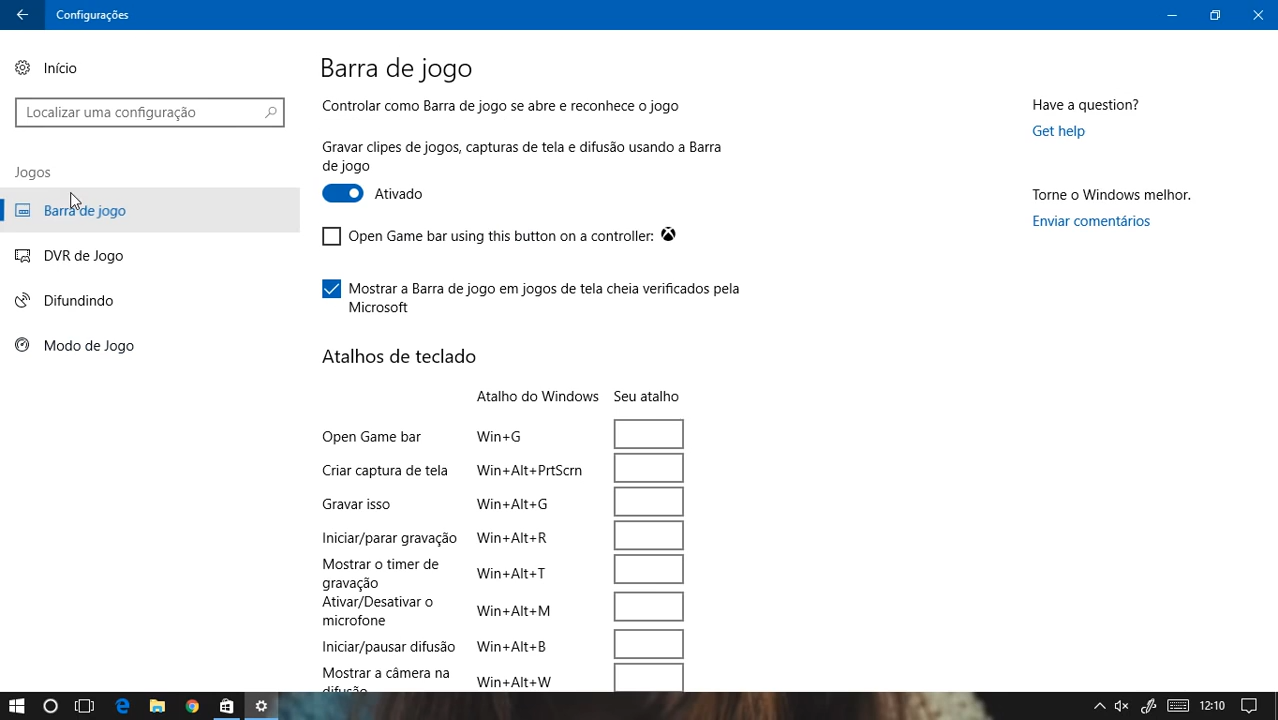 Configurações
Início
Localizar uma configuração
Jogos
Barra de jogo
DVR de Jogo
Difundindo
Modo de Jogo
Barra de jogo
Controlar como Barra de jogo se abre e reconhece o jogo
Gravar clipes de jogos, capturas de tela e difusão usando a Barra
de jogo
Ativado
Open Game bar using this button on a controller:
Mostrar a Barra de jogo em jogos de tela cheia verificados pela
Microsoft
Atalhos de teclado
Atalho do Windows Seu atalho
Open Game bar Win+G
Criar captura de tela Win+Alt+PrtScrn
Gravar isso Win+Alt+G
Iniciar/parar gravação Win+Alt+R
Mostrar o timer de
gravação Win+Alt+T
Ativar/Desativar o
microfone Win+Alt+M
Iniciar/pausar difusão Win+Alt+B
Mostrar a câmera na
difusão Win+Alt+W
Have a question?
Get help
Torne o Windows melhor.
Enviar comentários
12:10